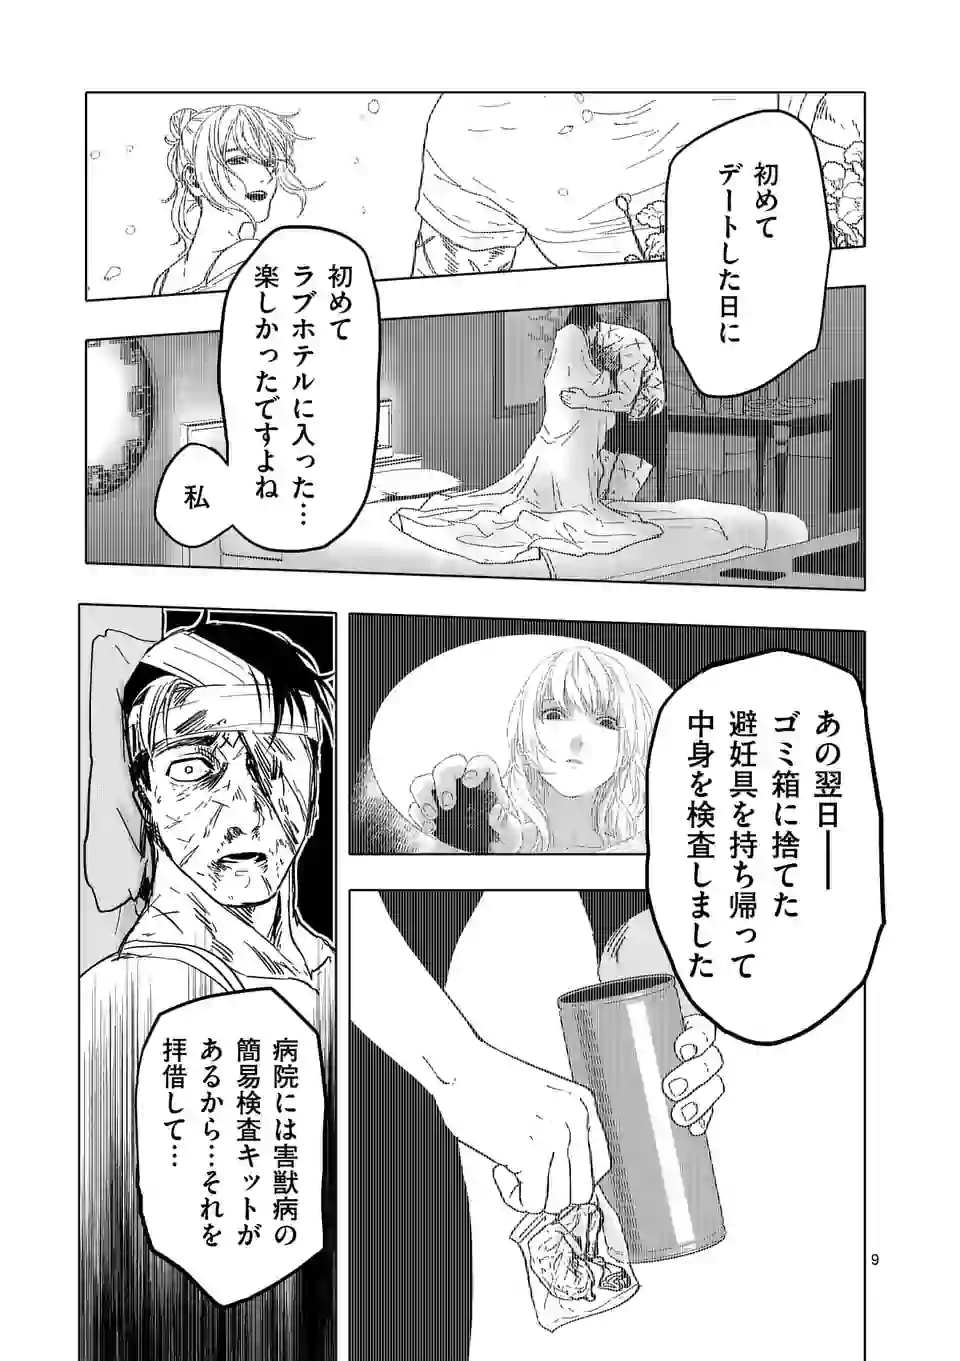 初めて
デートした日に
初めて
ラブホテルに入った…
楽しかったですよね
私
あの翌日――
ゴミ箱に捨てた
避妊具を持ち帰って
中身を検査しました
病院には害獣病の
簡易検査キットが
あるから…それを
拝借して…
9